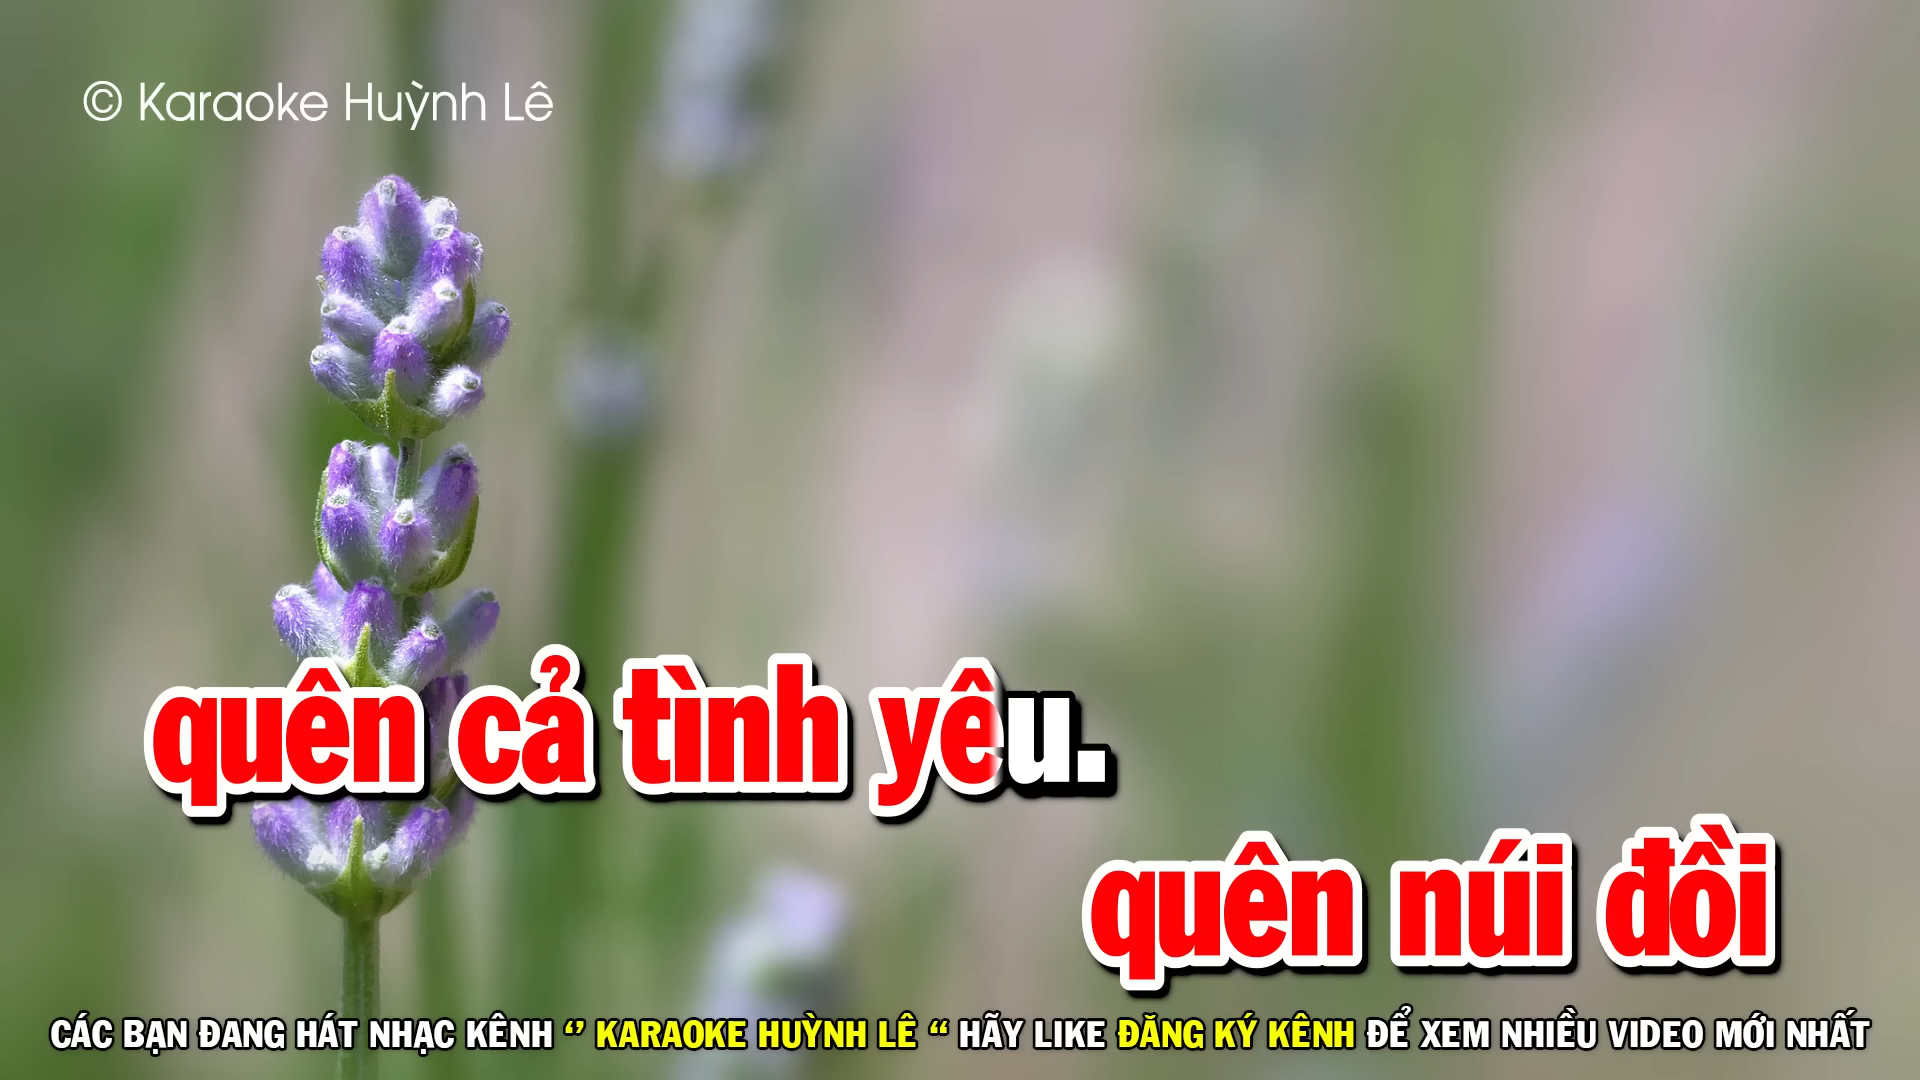 © Karaoke Huỳnh Lê
quên cả tình yêu.
quên núi đồi
CÁC BẠN ĐANG HÁT NHẠC KÊNH ‘’ KARAOKE HUỲNH LÊ “ HÃY LIKE ĐĂNG KÝ KÊNH ĐỂ XEM NHIỀU VIDEO MỚI NHẤT